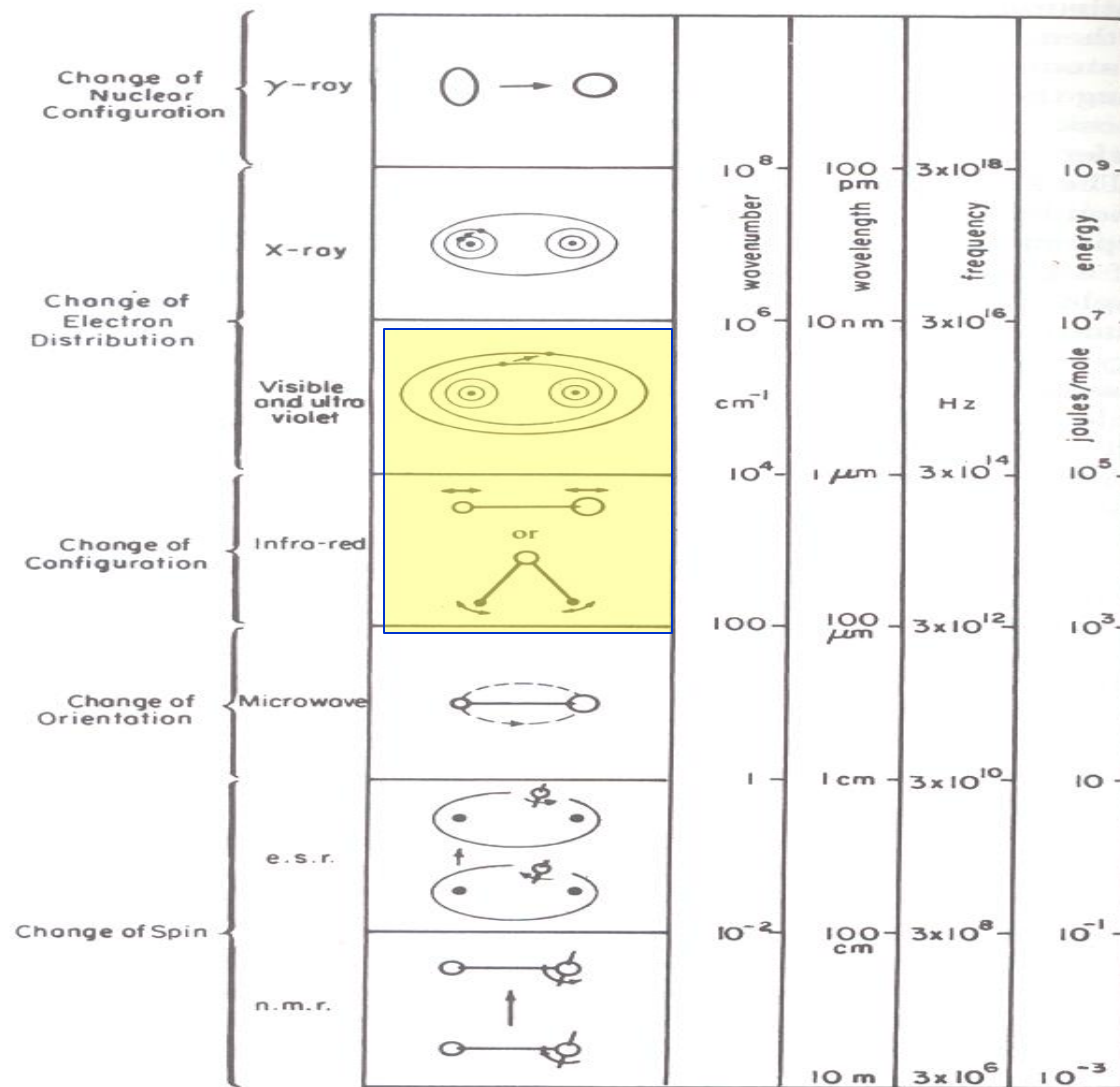 Change of
Nuclear
Configuration
γ-ray
10⁸
100
pm
3x10¹⁸
10⁹
wavenumber
wavelength
frequency
energy
X-ray
Change of
Electron
Distribution
10⁶
10nm
3x10¹⁶
10⁷
Visible
and ultra
violet
cm⁻¹
Hz
joules/mole
10⁴
1 μm
3x10¹⁴
10⁵
Change of
Configuration
Infra-red
or
100
100
μm
3x10¹²
10³
Change of
Orientation
Microwave
1
1 cm
3x10¹⁰
10
e.s.r.
Change of Spin
10⁻²
100
cm
3x10⁸
10⁻¹
n.m.r.
10 m
3x10⁶
10⁻³